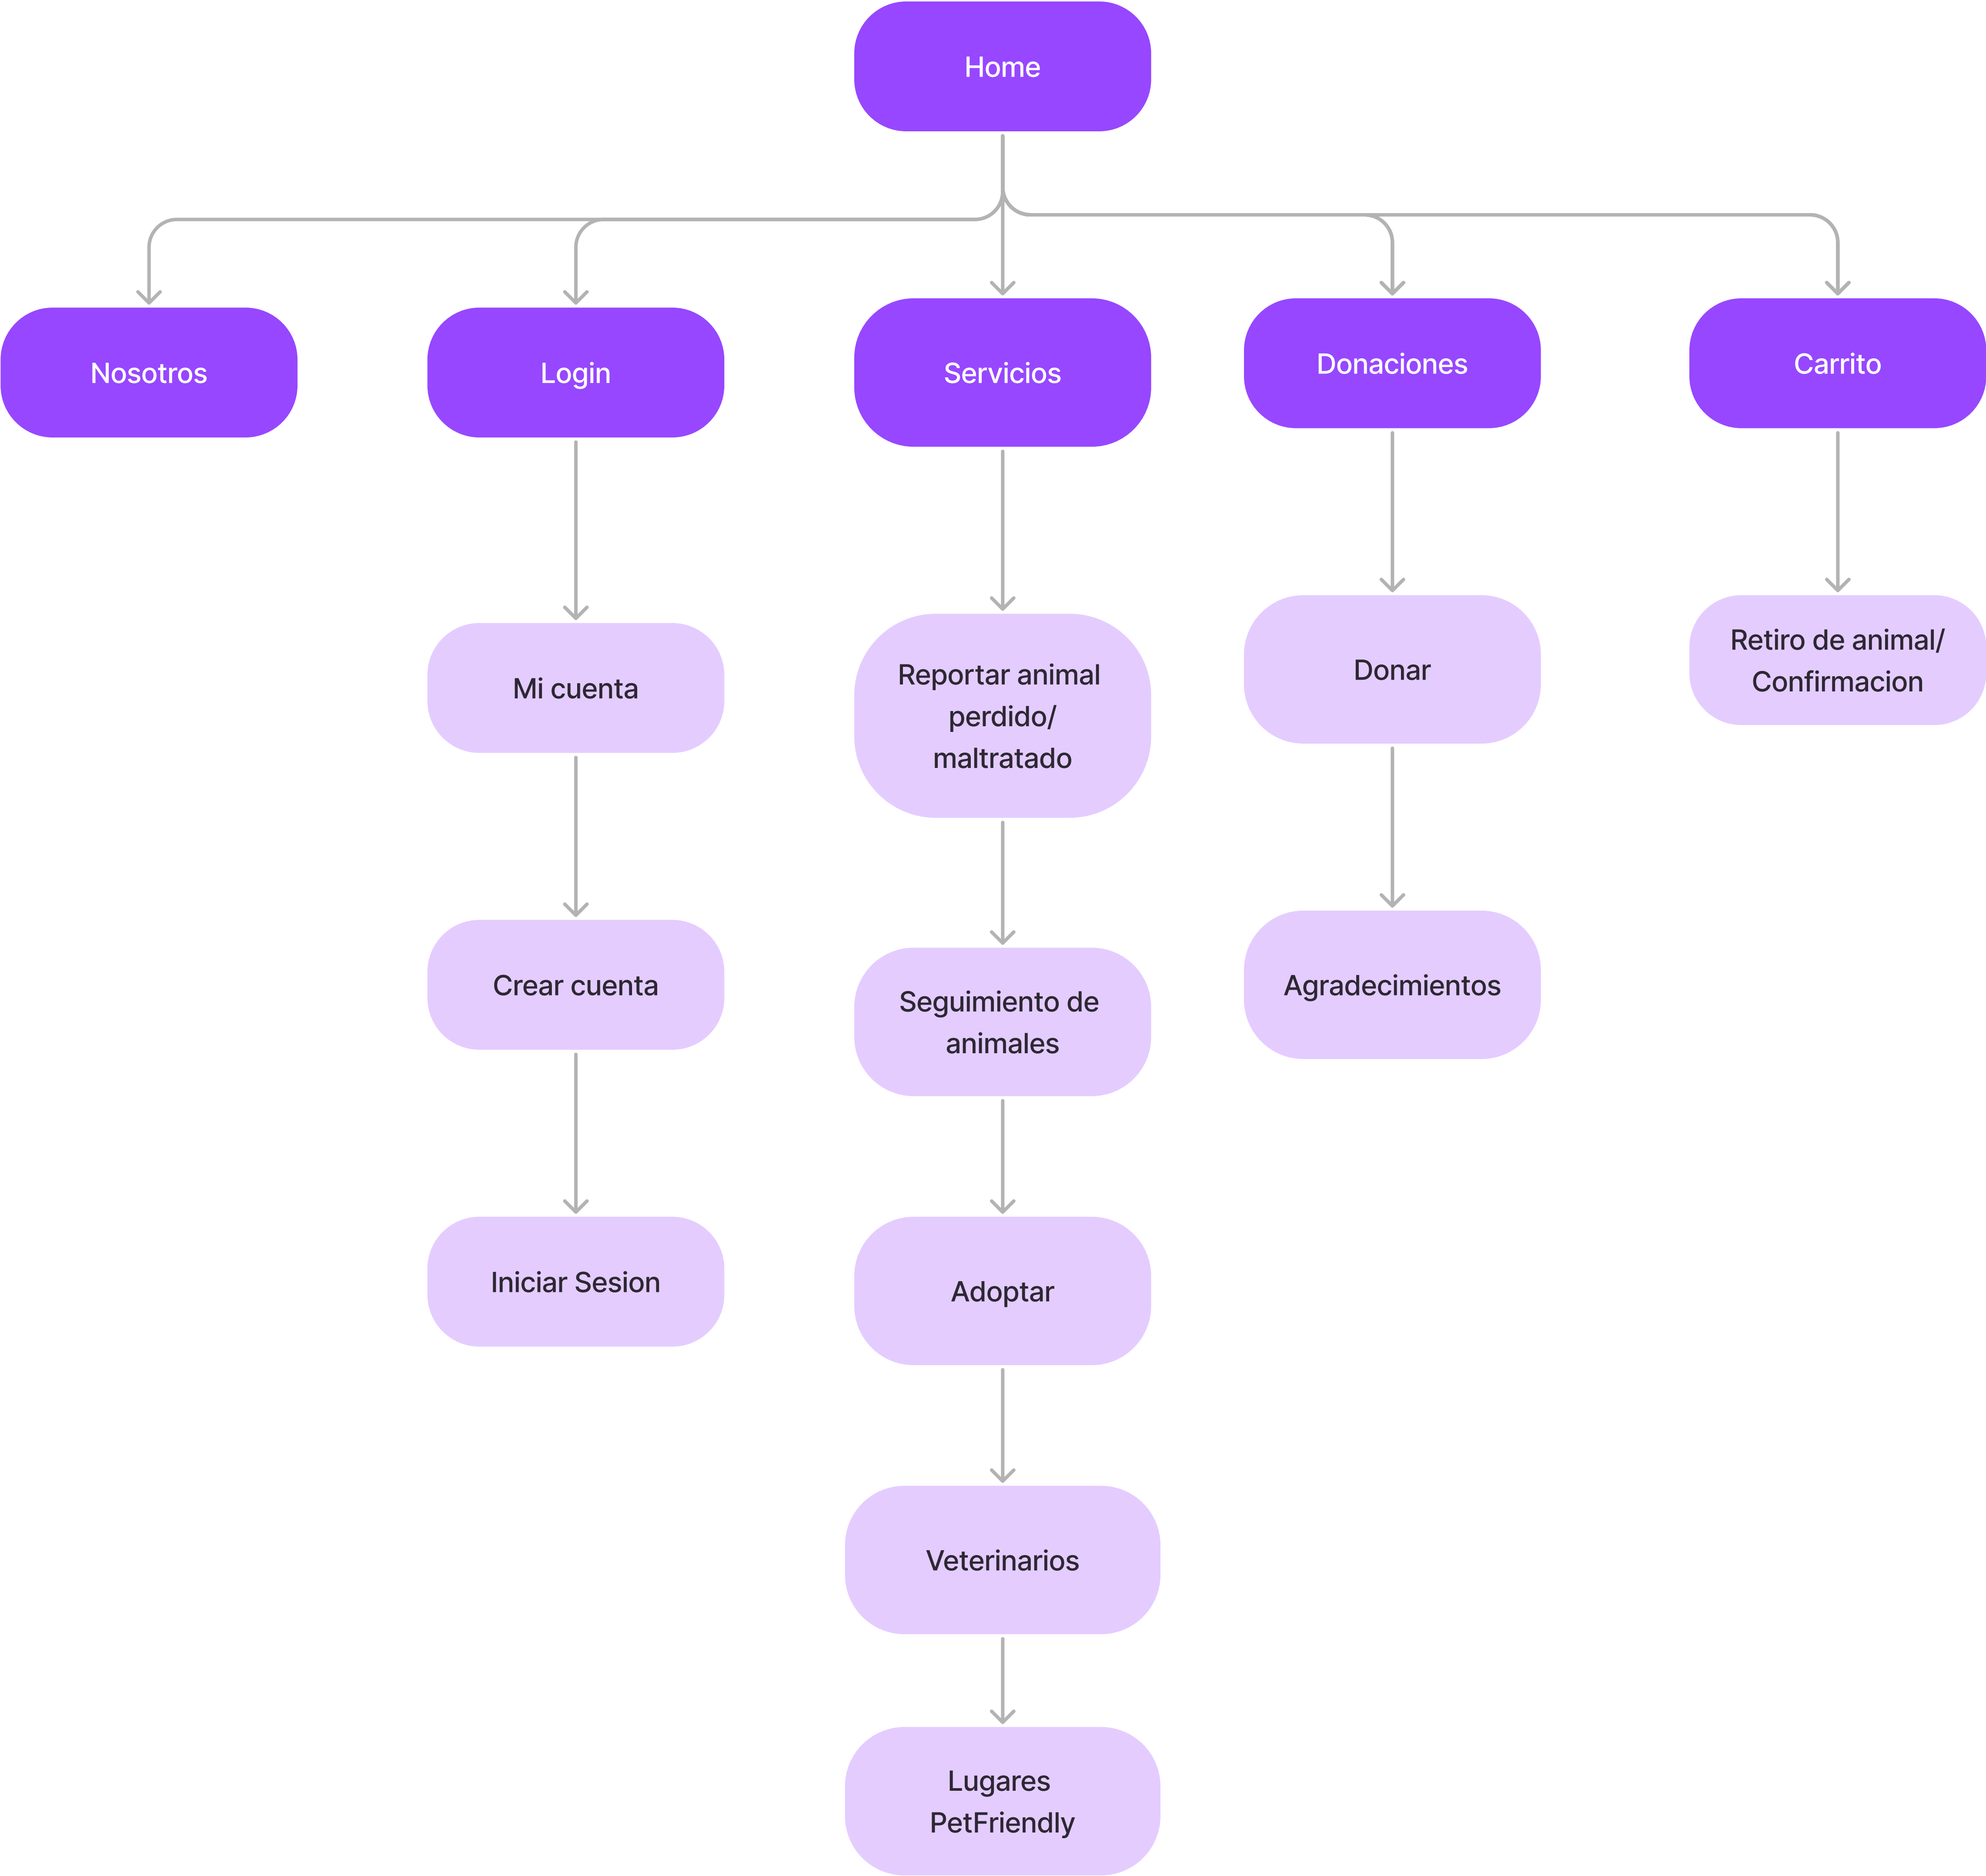 Home
Nosotros
Login
Servicios
Donaciones
Carrito
Mi cuenta
Reportar animal
perdido/
maltratado
Donar
Retiro de animal/
Confirmacion
Crear cuenta
Seguimiento de
animales
Agradecimientos
Iniciar Sesion
Adoptar
Veterinarios
Lugares
PetFriendly